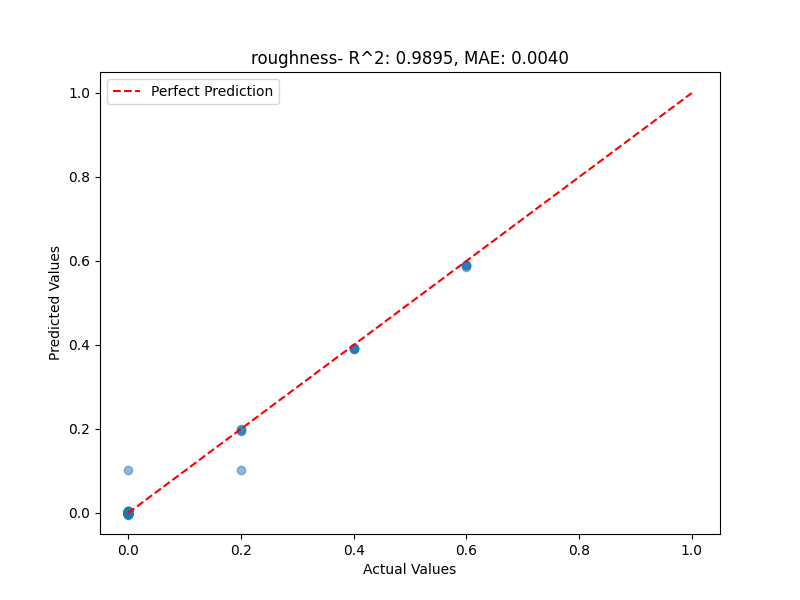 roughness- R^2: 0.9895, MAE: 0.0040
Perfect Prediction
1.0
0.8
0.6
0.4
0.2
0.0
Predicted Values
0.0 0.2 0.4 0.6 0.8 1.0
Actual Values